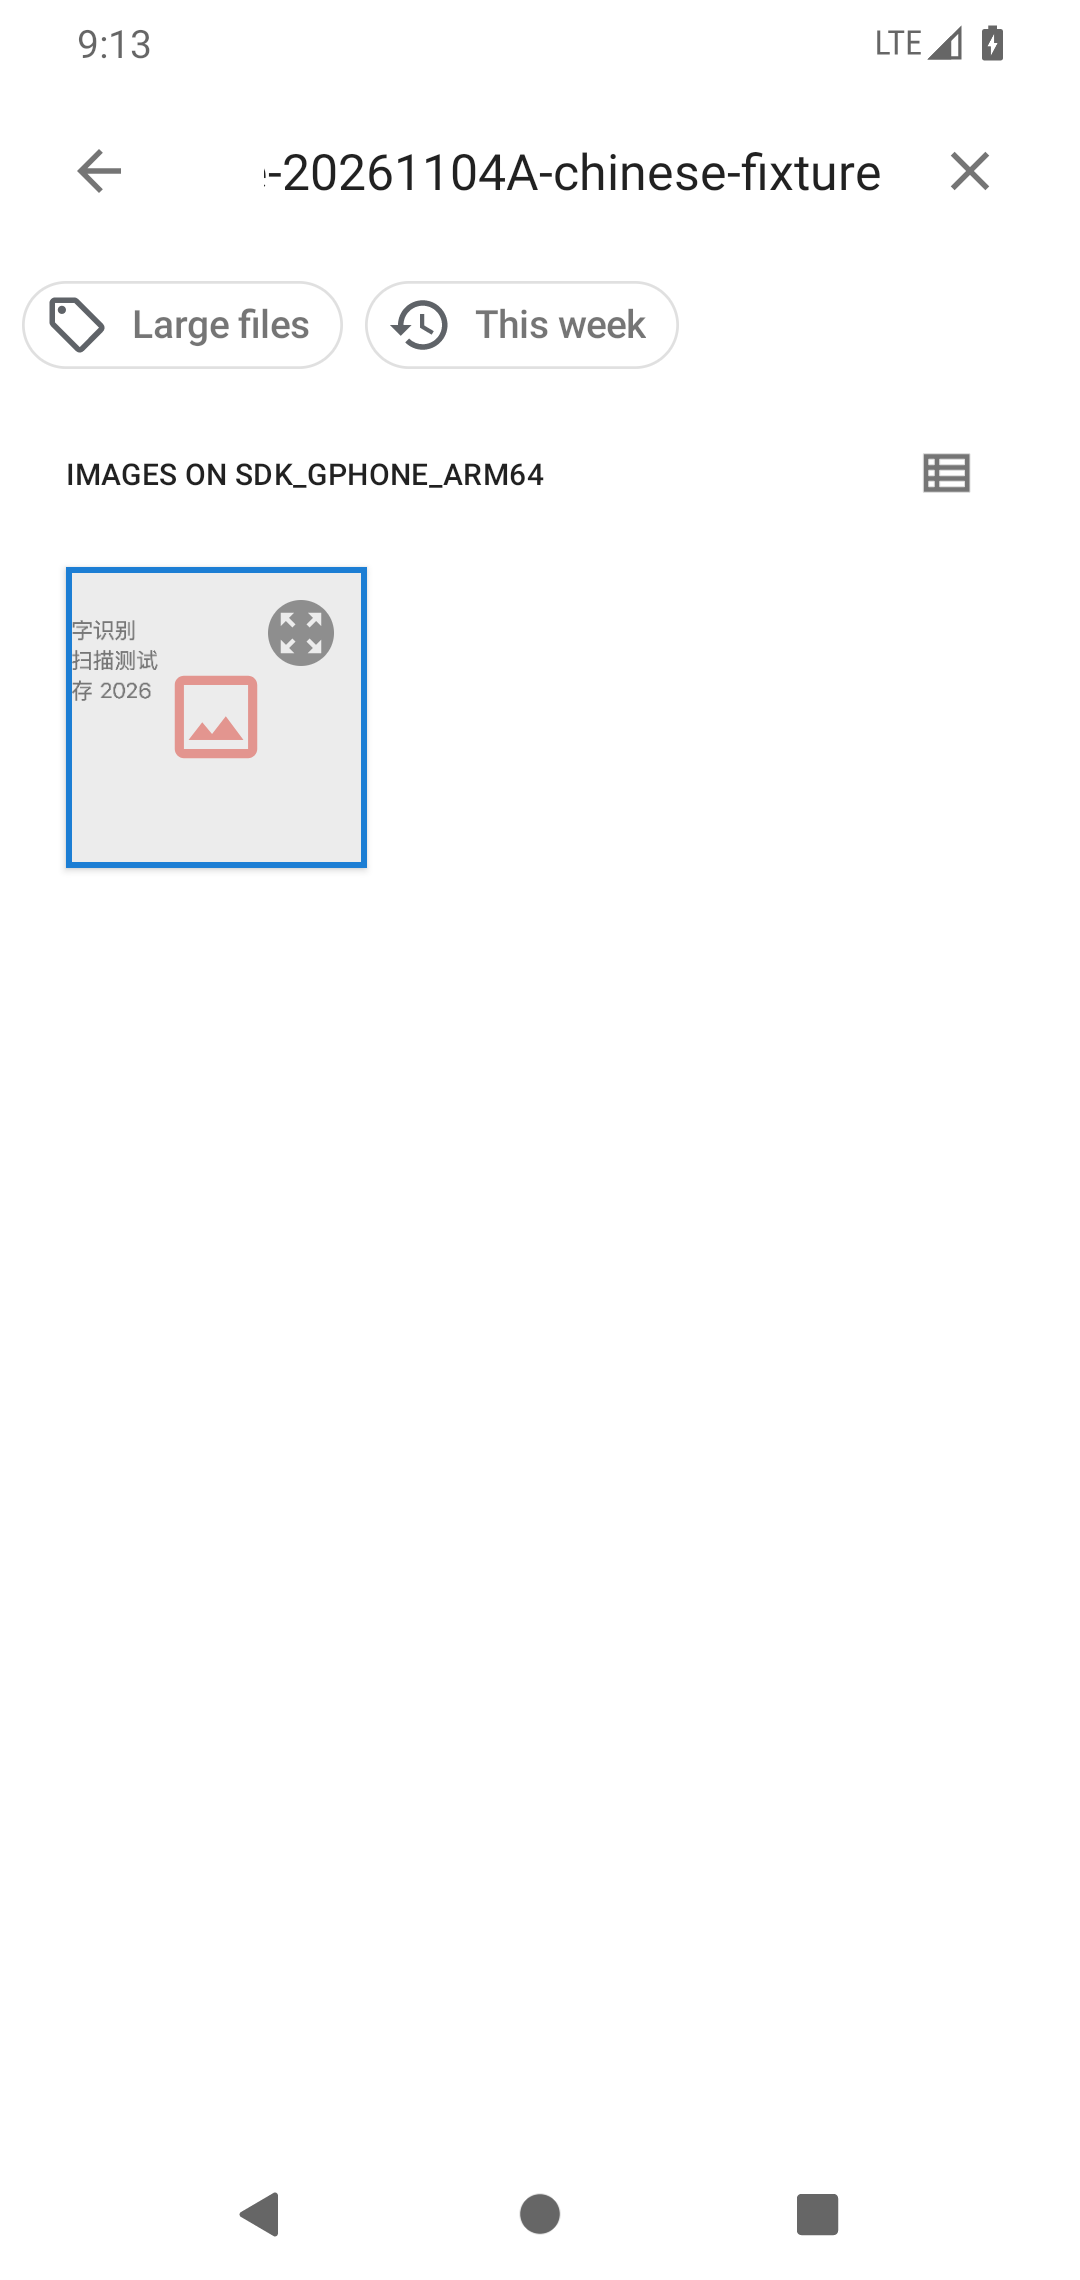 9:13
LTE
-20261104A-chinese-fixture
Large files
This week
IMAGES ON SDK_GPHONE_ARM64
字识别
扫描测试
存 2026